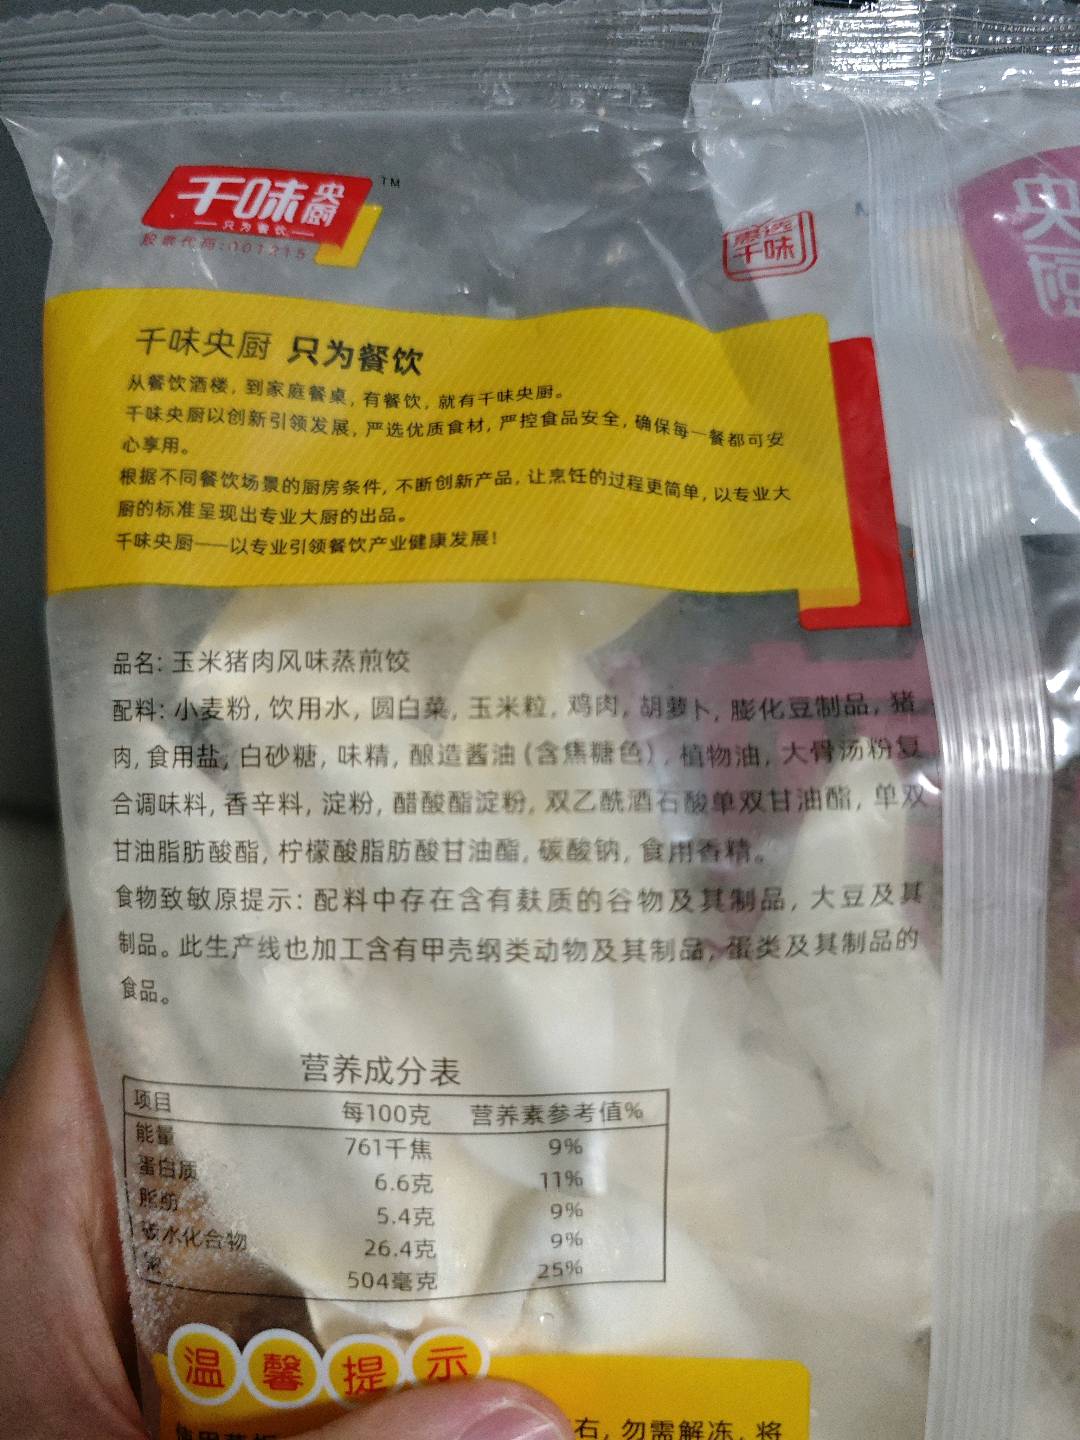 千味央厨
TM
只为餐饮
股票代码:001215
惠选
千味
央
厨
千味央厨 只为餐饮
从餐饮酒楼，到家庭餐桌，有餐饮，就有千味央厨。
千味央厨以创新引领发展，严选优质食材，严控食品安全，确保每一餐都可安
心享用。
根据不同餐饮场景的厨房条件，不断创新产品，让烹饪的过程更简单，以专业大
厨的标准呈现出专业大厨的出品。
千味央厨——以专业引领餐饮产业健康发展!
品名: 玉米猪肉风味蒸煎饺
配料: 小麦粉, 饮用水, 圆白菜, 玉米粒, 鸡肉, 胡萝卜, 膨化豆制品, 猪
肉, 食用盐, 白砂糖, 味精, 酿造酱油 (含焦糖色), 植物油, 大骨汤粉复
合调味料, 香辛料, 淀粉, 醋酸酯淀粉, 双乙酰酒石酸单双甘油酯, 单双
甘油脂肪酸酯, 柠檬酸脂肪酸甘油酯, 碳酸钠, 食用香精。
食物致敏原提示: 配料中存在含有麸质的谷物及其制品, 大豆及其
制品。此生产线也加工含有甲壳纲类动物及其制品, 蛋类及其制品的
食品。
营养成分表
项目 每100克 营养素参考值%
能量 761千焦 9%
蛋白质 6.6克 11%
脂肪 5.4克 9%
碳水化合物 26.4克 9%
钠 504毫克 25%
温馨提示
右, 勿需解冻, 将